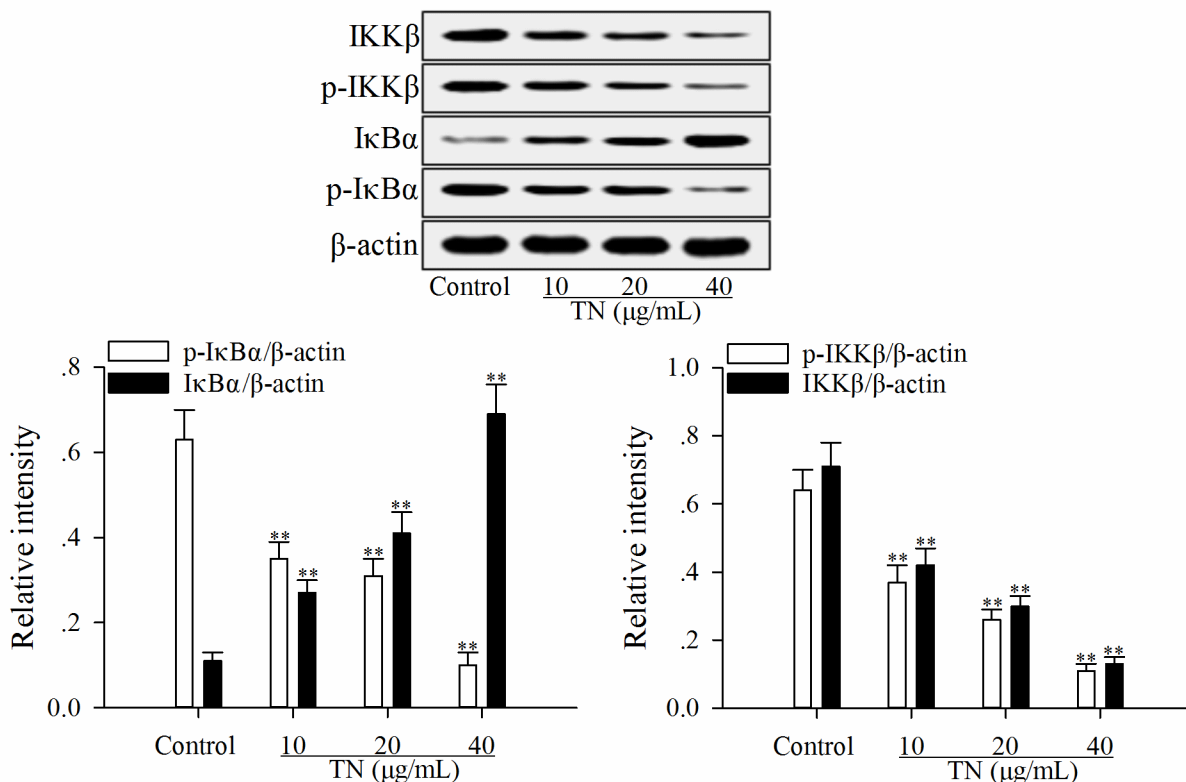 IKKβ
p-IKKβ
IκBα
p-IκBα
β-actin
Control 10 20 40
TN (μg/mL)
p-IκBα/β-actin
IκBα/β-actin
Relative intensity
.8
.6
.4
.2
0.0
** ** ** ** ** **
Control 10 20 40
TN (μg/mL)
p-IKKβ/β-actin
IKKβ/β-actin
Relative intensity
1.0
.8
.6
.4
.2
0.0
** ** ** ** ** **
Control 10 20 40
TN (μg/mL)